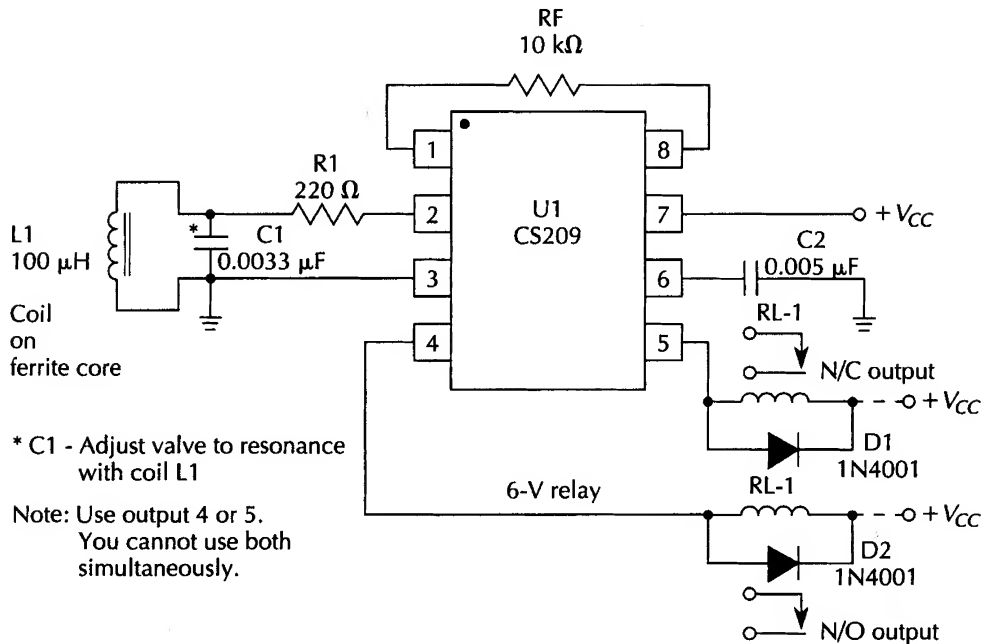 RF
10 kΩ
1
8
R1
220 Ω
2
7
+ VCC
U1
CS209
L1
100 μH
*
C1
0.0033 μF
3
6
C2
0.005 μF
Coil
on
ferrite core
4
5
RL-1
N/C output
+ VCC
D1
1N4001
* C1 - Adjust valve to resonance
with coil L1
6-V relay
RL-1
+ VCC
Note: Use output 4 or 5.
You cannot use both
simultaneously.
D2
1N4001
N/O output